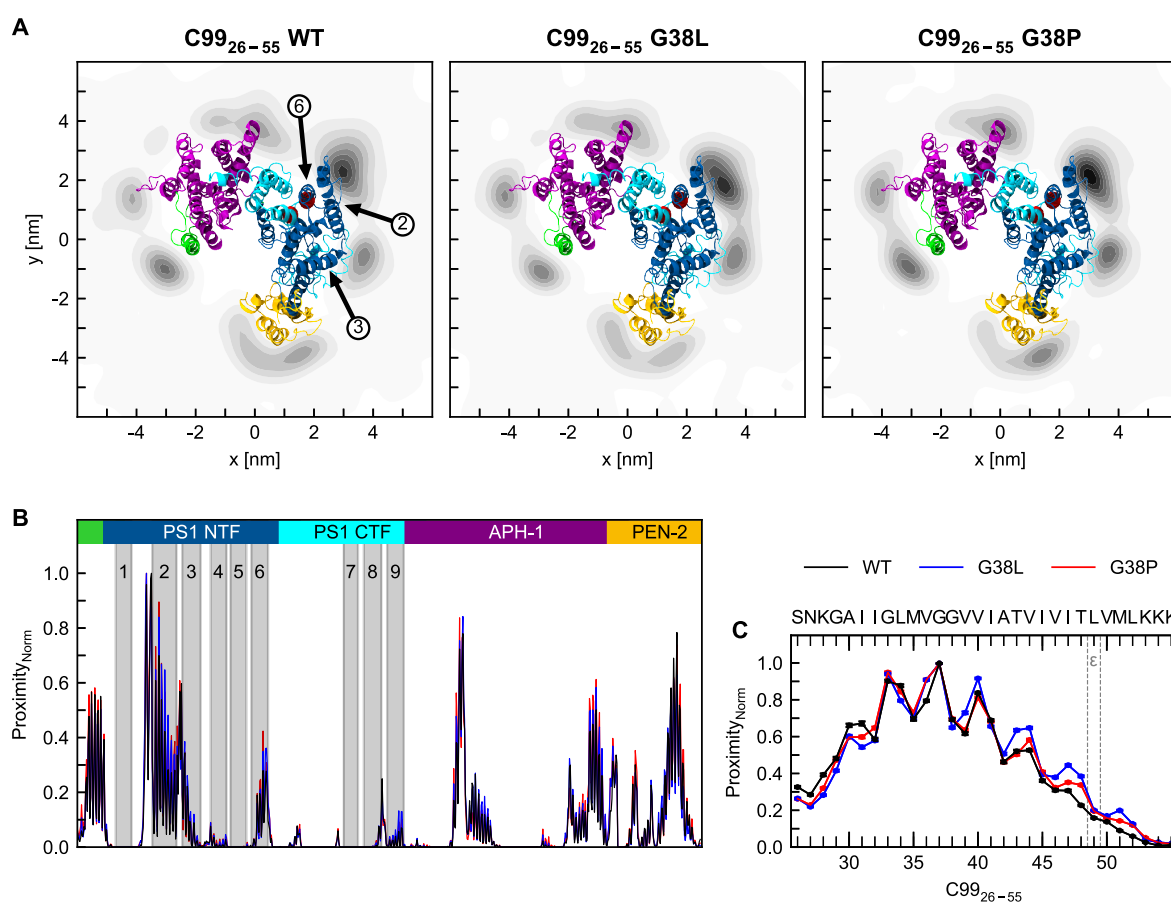 A
C99₂₆₋₅₅ WT
C99₂₆₋₅₅ G38L
C99₂₆₋₅₅ G38P
6
2
3
y [nm]
4
2
0
-2
-4
-4 -2 0 2 4
-4 -2 0 2 4
-4 -2 0 2 4
x [nm]
x [nm]
x [nm]
B
PS1 NTF PS1 CTF APH-1 PEN-2
1 2 3 4 5 6 7 8 9
Proximity_Norm
1.0
0.8
0.6
0.4
0.2
0.0
WT G38L G38P
SNKGAIIGLMVGGVVIATVIVITLVMLKKK
C
ε
Proximity_Norm
1.0
0.8
0.6
0.4
0.2
0.0
30 35 40 45 50
C99₂₆₋₅₅